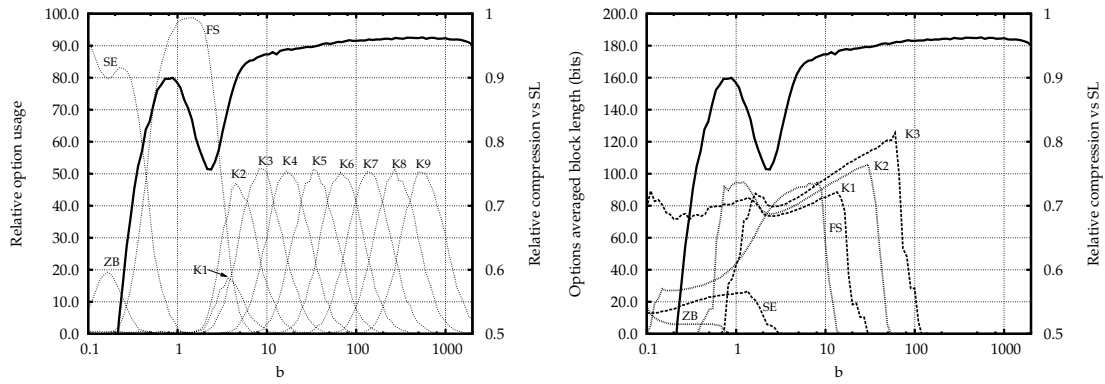 100.0
90.0
80.0
70.0
60.0
50.0
40.0
30.0
20.0
10.0
0.0
Relative option usage
0.1
1
10
100
1000
b
1
0.9
0.8
0.7
0.6
0.5
Relative compression vs SL
SE
FS
ZB
K1
K2
K3
K4
K5
K6
K7
K8
K9
200.0
180.0
160.0
140.0
120.0
100.0
80.0
60.0
40.0
20.0
0.0
Options averaged block length (bits)
0.1
1
10
100
1000
b
1
0.9
0.8
0.7
0.6
0.5
Relative compression vs SL
K3
K2
K1
FS
SE
ZB